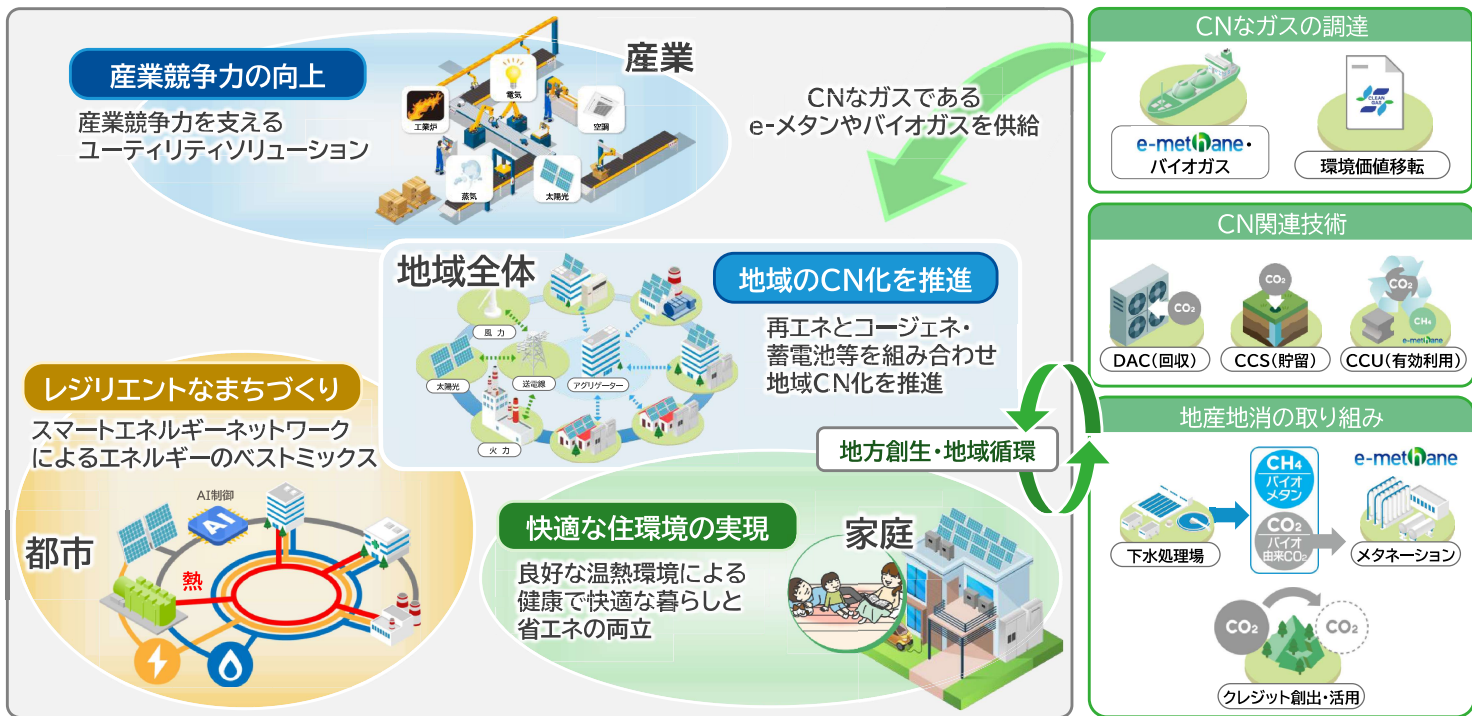 産業
産業競争力の向上
産業競争力を支える
ユーティリティソリューション
工業炉
電気
空調
蒸気
太陽光
CNなガスである
e-メタンやバイオガスを供給
地域全体
地域のCN化を推進
再エネとコージェネ・
蓄電池等を組み合わせ
地域CN化を推進
風力
太陽光
送電線
アグリゲーター
火力
レジリエントなまちづくり
スマートエネルギーネットワーク
によるエネルギーのベストミックス
AI制御
AI
都市
熱
地方創生・地域循環
快適な住環境の実現
家庭
良好な温熱環境による
健康で快適な暮らしと
省エネの両立
CNなガスの調達
CLEAN
GAS
e-methane・
バイオガス
環境価値移転
CN関連技術
CO₂
DAC(回収)
CO₂
CCS(貯留)
CO₂
CH₄
e-methane
CCU(有効利用)
地産地消の取り組み
下水処理場
CH₄
バイオ
メタン
CO₂
バイオ
由来CO₂
e-methane
メタネーション
CO₂
CO₂
クレジット創出・活用